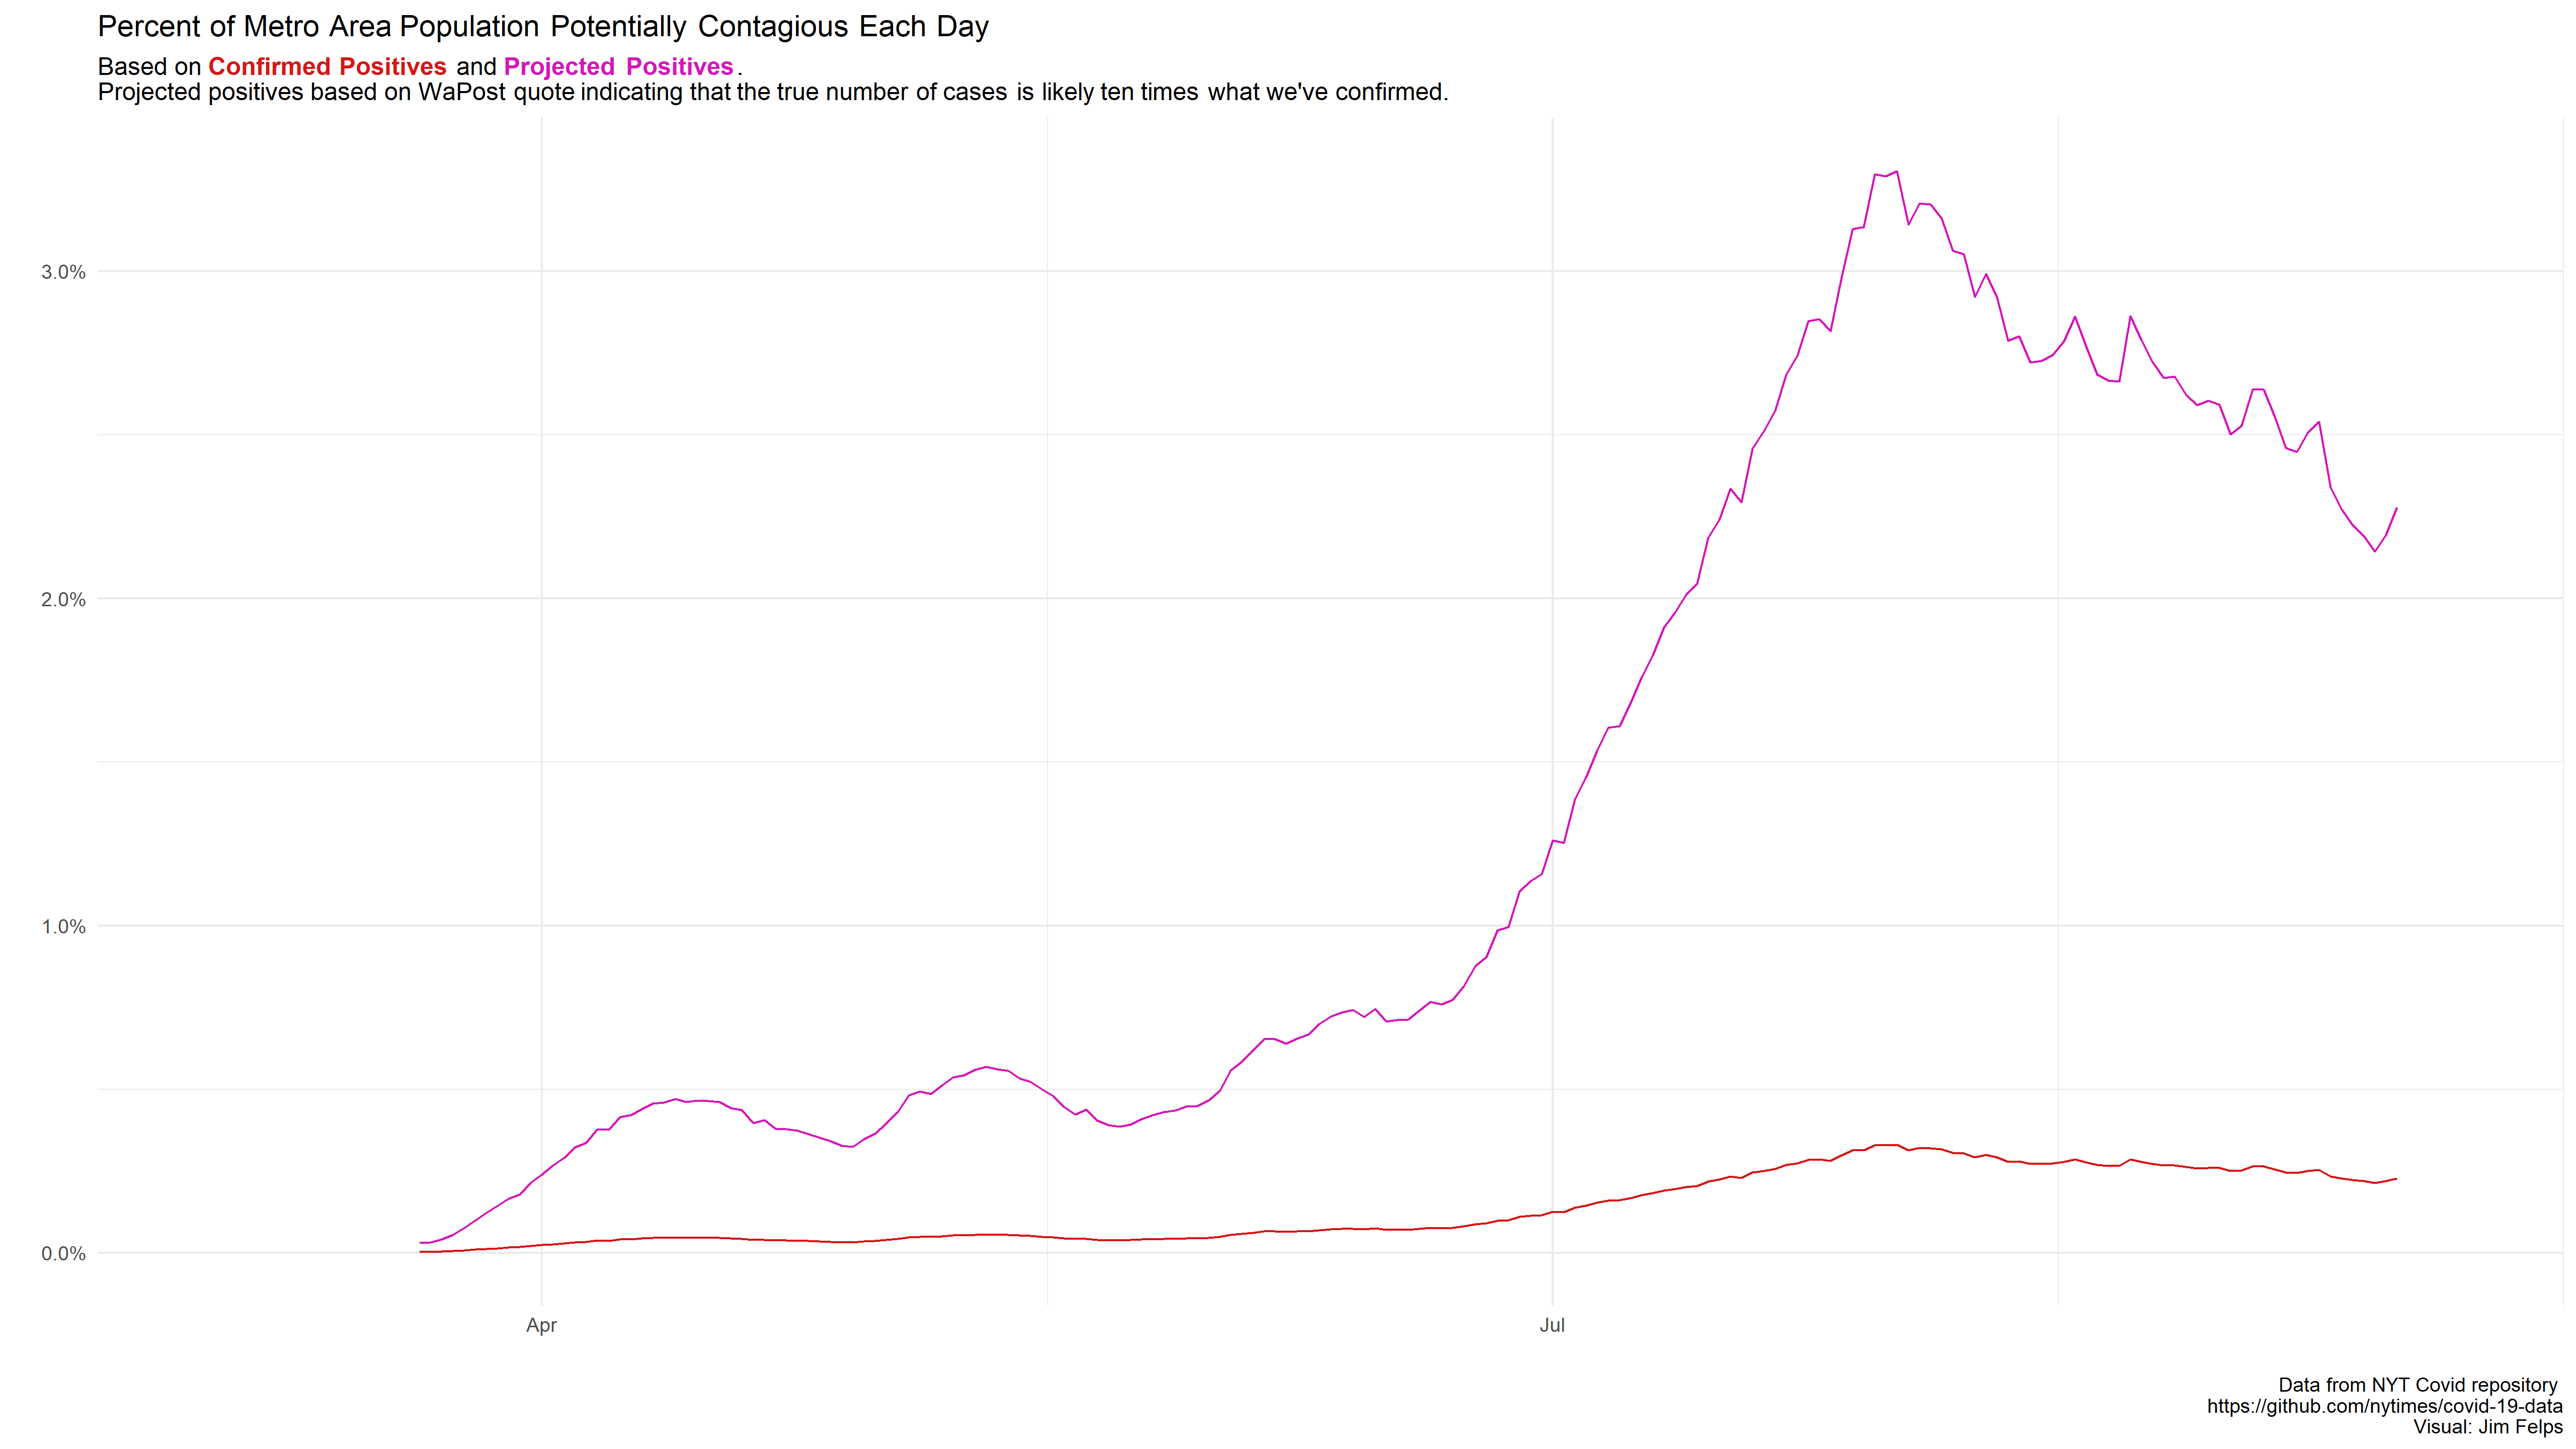 Percent of Metro Area Population Potentially Contagious Each Day
Based on Confirmed Positives and Projected Positives.
Projected positives based on WaPost quote indicating that the true number of cases is likely ten times what we've confirmed.
3.0%
2.0%
1.0%
0.0%
Apr
Jul
Data from NYT Covid repository
https://github.com/nytimes/covid-19-data
Visual: Jim Felps